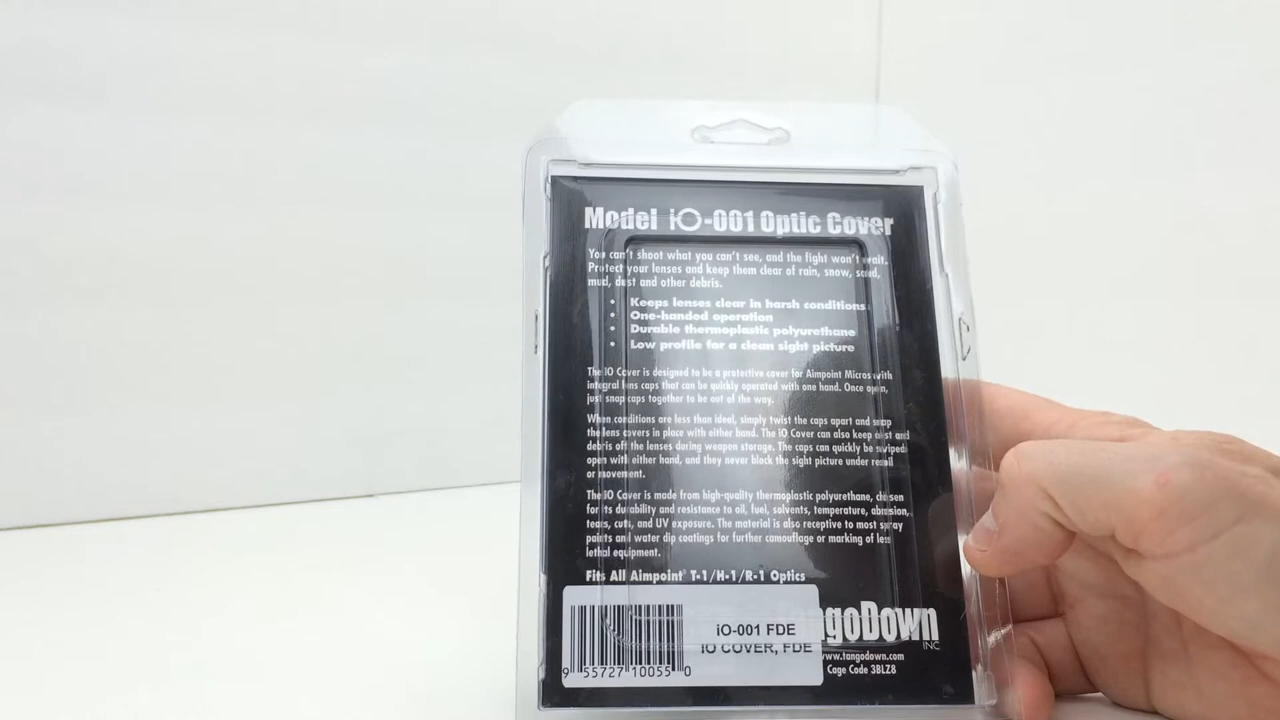 Model iO-001 Optic Cover
You can't shoot what you can't see, and the fight won't wait.
Protect your lenses and keep them clear of rain, snow, sand,
mud, dust and other debris.
• Keeps lenses clear in harsh conditions
• One-handed operation
• Durable thermoplastic polyurethane
• Low profile for a clean sight picture
The iO Cover is designed to be a protective cover for Aimpoint Micros with
integral lens caps that can be quickly operated with one hand. Once open,
just snap caps together to be out of the way.
When conditions are less than ideal, simply twist the caps apart and snap
the lens covers in place with either hand. The iO Cover can also keep dust and
debris off the lenses during weapon storage. The caps can quickly be swiped
open with either hand, and they never block the sight picture under recoil
or movement.
The iO Cover is made from high-quality thermoplastic polyurethane, chosen
for its durability and resistance to oil, fuel, solvents, temperature, abrasion,
tears, cuts, and UV exposure. The material is also receptive to most spray
paints and water dip coatings for further camouflage or marking of less
lethal equipment.
Fits All Aimpoint® T-1/H-1/R-1 Optics
iO-001 FDE
IO COVER, FDE
9 55727 10055 0
ngoDown
INC
www.tangodown.com
Cage Code 3BLZ8